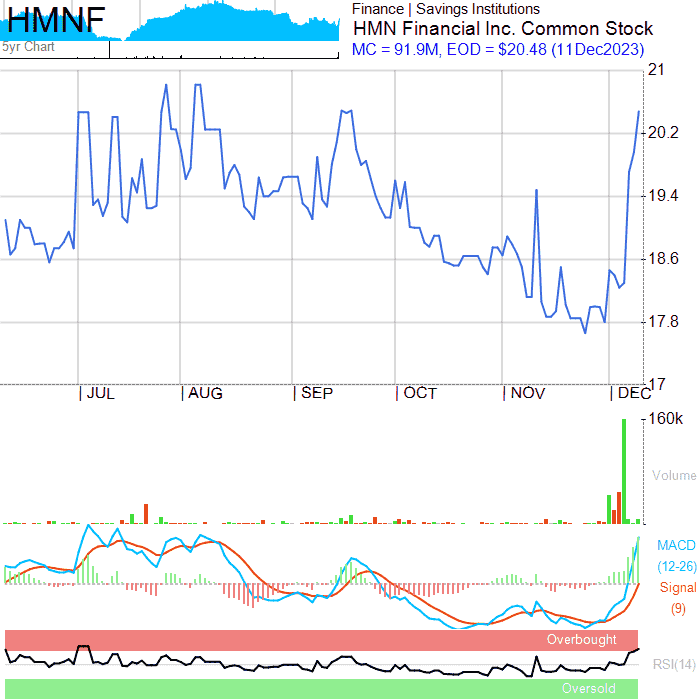 HMNF
5yr Chart
Finance | Savings Institutions
HMN Financial Inc. Common Stock
MC = 91.9M, EOD = $20.48 (11Dec2023)
21
20.2
19.4
18.6
17.8
17
JUL AUG SEP OCT NOV DEC
160k
Volume
MACD
(12-26)
Signal
(9)
Overbought
RSI(14)
Oversold